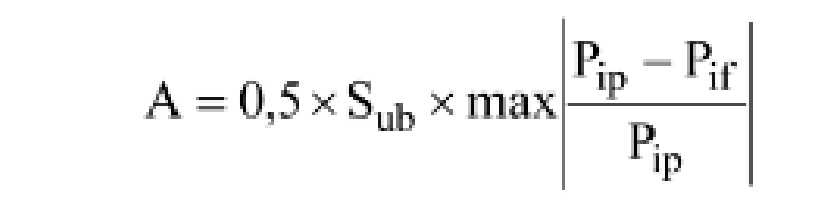 A = 0,5 × S_ub × max |(P_ip − P_if) / P_ip|